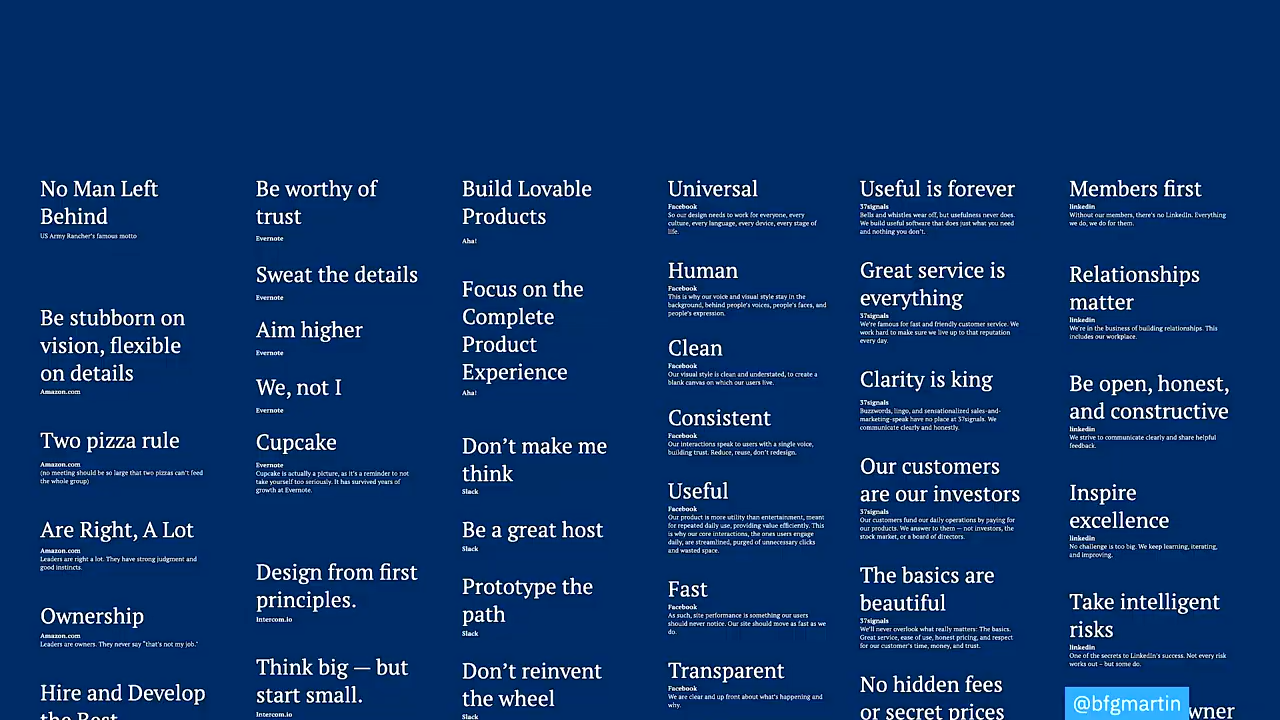 No Man Left
Behind
US Army Rancher's famous motto
Be stubborn on
vision, flexible
on details
Amazon.com
Two pizza rule
Amazon.com
(no meeting should be so large that two pizzas can't feed
the whole group)
Are Right, A Lot
Amazon.com
Leaders are right a lot. They have strong judgment and
good instincts.
Ownership
Amazon.com
Leaders are owners. They never say "that's not my job."
Hire and Develop
the Best
Be worthy of
trust
Evernote
Sweat the details
Evernote
Aim higher
Evernote
We, not I
Evernote
Cupcake
Evernote
Cupcake is actually a picture, as it's a reminder to not
take yourself too seriously. It has survived years of
growth at Evernote.
Design from first
principles.
Intercom.io
Think big — but
start small.
Intercom.io
Build Lovable
Products
Aha!
Focus on the
Complete
Product
Experience
Aha!
Don't make me
think
Slack
Be a great host
Slack
Prototype the
path
Slack
Don't reinvent
the wheel
Slack
Universal
Facebook
So our design needs to work for everyone, every
culture, every language, every device, every stage of
life.
Human
Facebook
This is why our voice and visual style stay in the
background, behind people's voices, people's faces, and
people's expression.
Clean
Facebook
Our visual style is clean and understated, to create a
blank canvas on which our users live.
Consistent
Facebook
Our interactions speak to users with a single voice,
building trust. Reduce, reuse, don't redesign.
Useful
Facebook
Our product is more utility than entertainment, meant
for repeated daily use, providing value efficiently. This
is why our core interactions, the ones users engage
daily, are streamlined, purged of unnecessary clicks
and wasted space.
Fast
Facebook
As such, site performance is something our users
should never notice. Our site should move as fast as we
do.
Transparent
Facebook
We are clear and up front about what's happening and
why.
Useful is forever
37signals
Bells and whistles wear off, but usefulness never does.
We build useful software that does just what you need
and nothing you don't.
Great service is
everything
37signals
We're famous for fast and friendly customer service. We
work hard to make sure we live up to that reputation
every day.
Clarity is king
37signals
Buzzwords, lingo, and sensationalized sales-and-
marketing-speak have no place at 37signals. We
communicate clearly and honestly.
Our customers
are our investors
37signals
Our customers fund our daily operations by paying for
our products. We answer to them — not investors, the
stock market, or a board of directors.
The basics are
beautiful
37signals
We'll never overlook what really matters: The basics.
Great service, ease of use, honest pricing, and respect
for our customer's time, money, and trust.
No hidden fees
or secret prices
Members first
linkedin
Without our members, there's no LinkedIn. Everything
we do, we do for them.
Relationships
matter
linkedin
We're in the business of building relationships. This
includes our workplace.
Be open, honest,
and constructive
linkedin
We strive to communicate clearly and share helpful
feedback.
Inspire
excellence
linkedin
No challenge is too big. We keep learning, iterating,
and improving.
Take intelligent
risks
linkedin
One of the secrets to LinkedIn's success. Not every risk
works out – but some do.
@bfgmartin